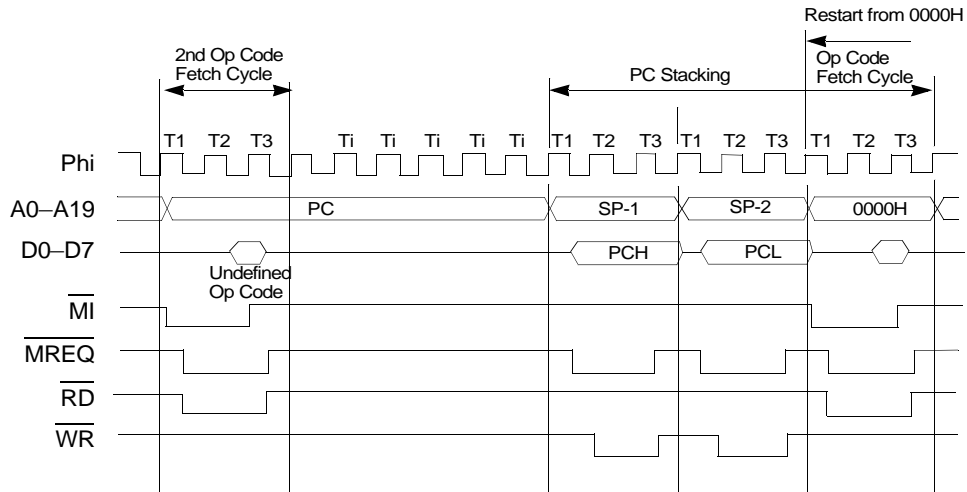 Restart from 0000H
2nd Op Code
Fetch Cycle
PC Stacking
Op Code
Fetch Cycle
T1 T2 T3 Ti Ti Ti Ti Ti T1 T2 T3 T1 T2 T3 T1 T2 T3
Phi
A0–A19 PC SP-1 SP-2 0000H
D0–D7 PCH PCL
Undefined
Op Code
MI
MREQ
RD
WR